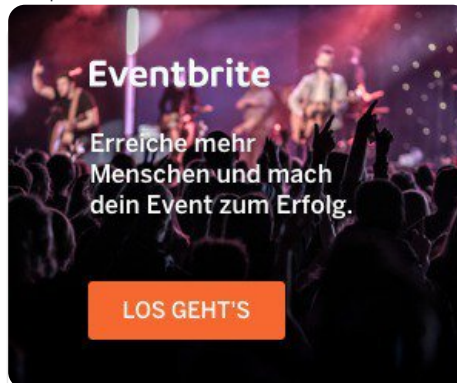 Eventbrite
Erreiche mehr
Menschen und mach
dein Event zum Erfolg.
LOS GEHT'S